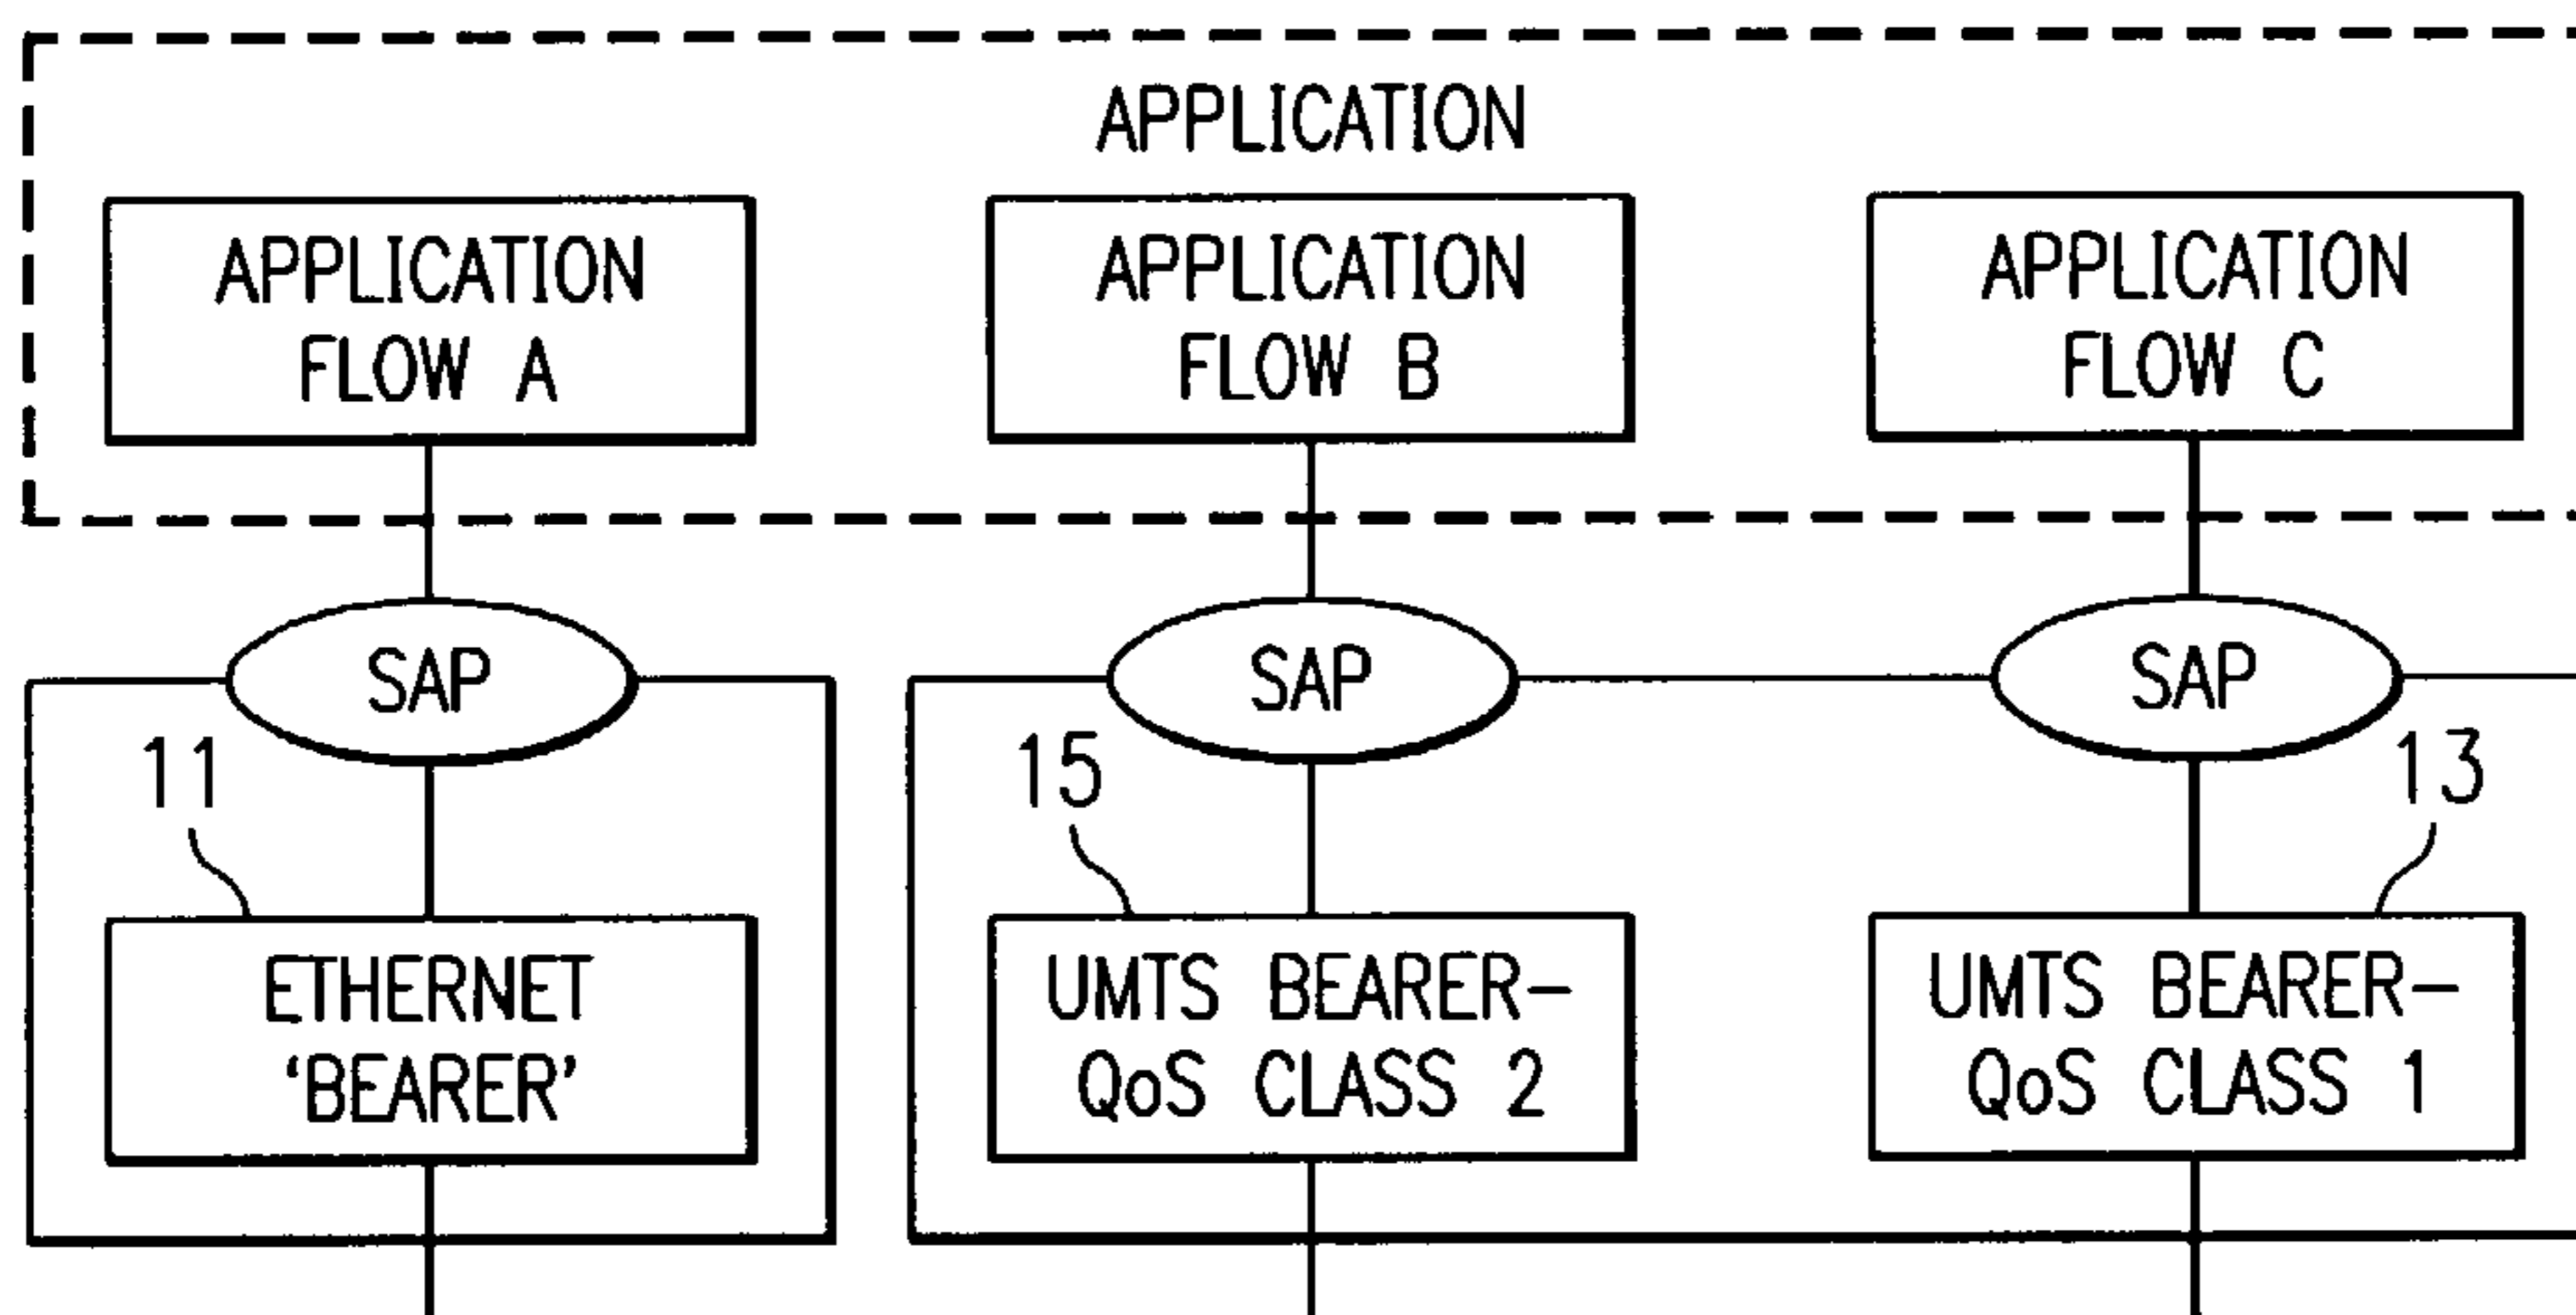 APPLICATION
APPLICATION
FLOW A
APPLICATION
FLOW B
APPLICATION
FLOW C
SAP
SAP
SAP
11
15
13
ETHERNET
‘BEARER’
UMTS BEARER-
QoS CLASS 2
UMTS BEARER-
QoS CLASS 1